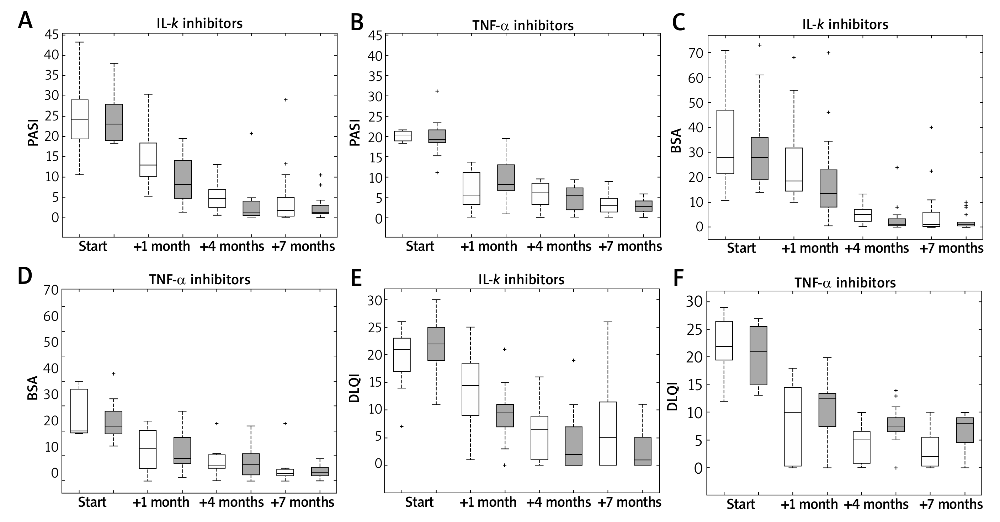 A
IL-k inhibitors
PASI
45
40
35
30
25
20
15
10
5
0
Start +1 month +4 months +7 months
B
TNF-α inhibitors
PASI
45
40
35
30
25
20
15
10
5
0
Start +1 month +4 months +7 months
C
IL-k inhibitors
BSA
70
60
50
40
30
20
10
0
Start +1 month +4 months +7 months
D
TNF-α inhibitors
BSA
70
60
50
40
30
20
10
0
Start +1 month +4 months +7 months
E
IL-k inhibitors
DLQI
30
25
20
15
10
5
0
Start +1 month +4 months +7 months
F
TNF-α inhibitors
DLQI
30
25
20
15
10
5
0
Start +1 month +4 months +7 months